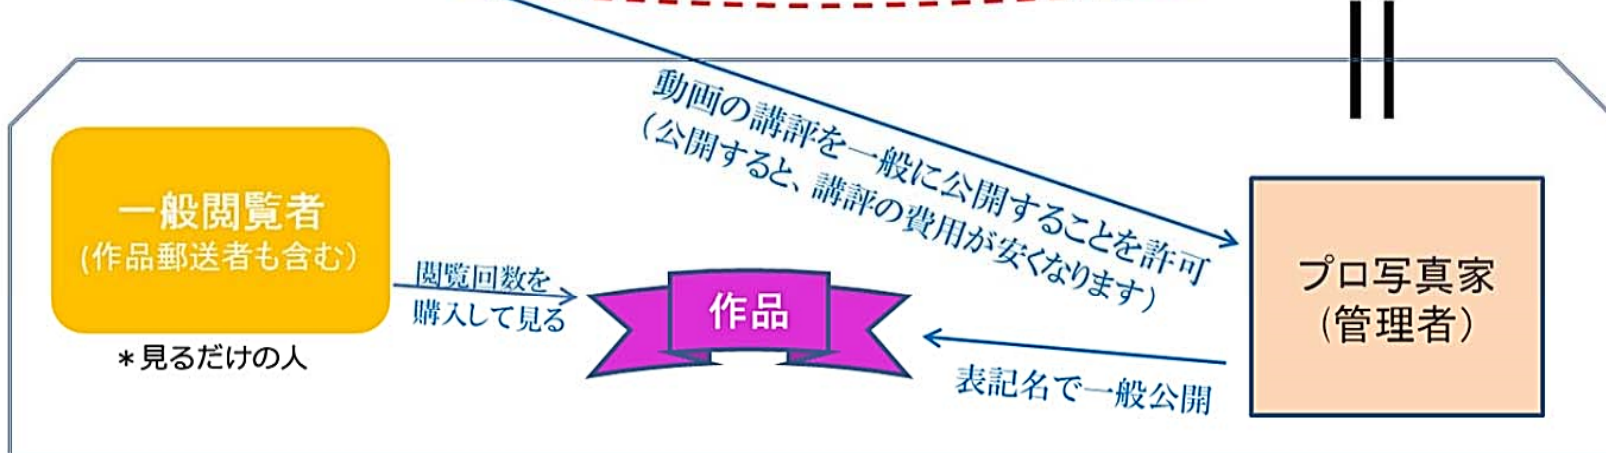 動画の講評を一般に公開することを許可
（公開すると、講評の費用が安くなります）
一般閲覧者
(作品郵送者も含む）
＊見るだけの人
閲覧回数を
購入して見る
作品
プロ写真家
（管理者）
表記名で一般公開